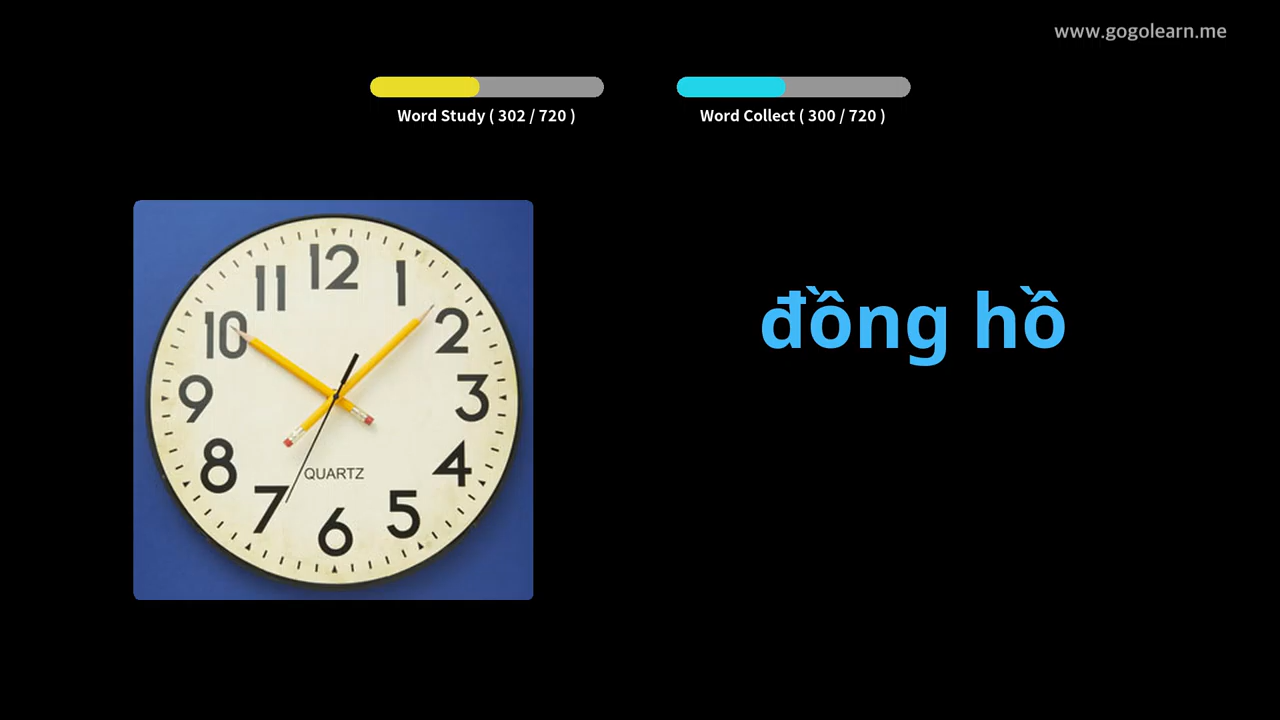 www.gogolearn.me
Word Study ( 302 / 720 )
Word Collect ( 300 / 720 )
12
11
1
10
2
9
3
8
4
QUARTZ
7
5
6
đồng hồ